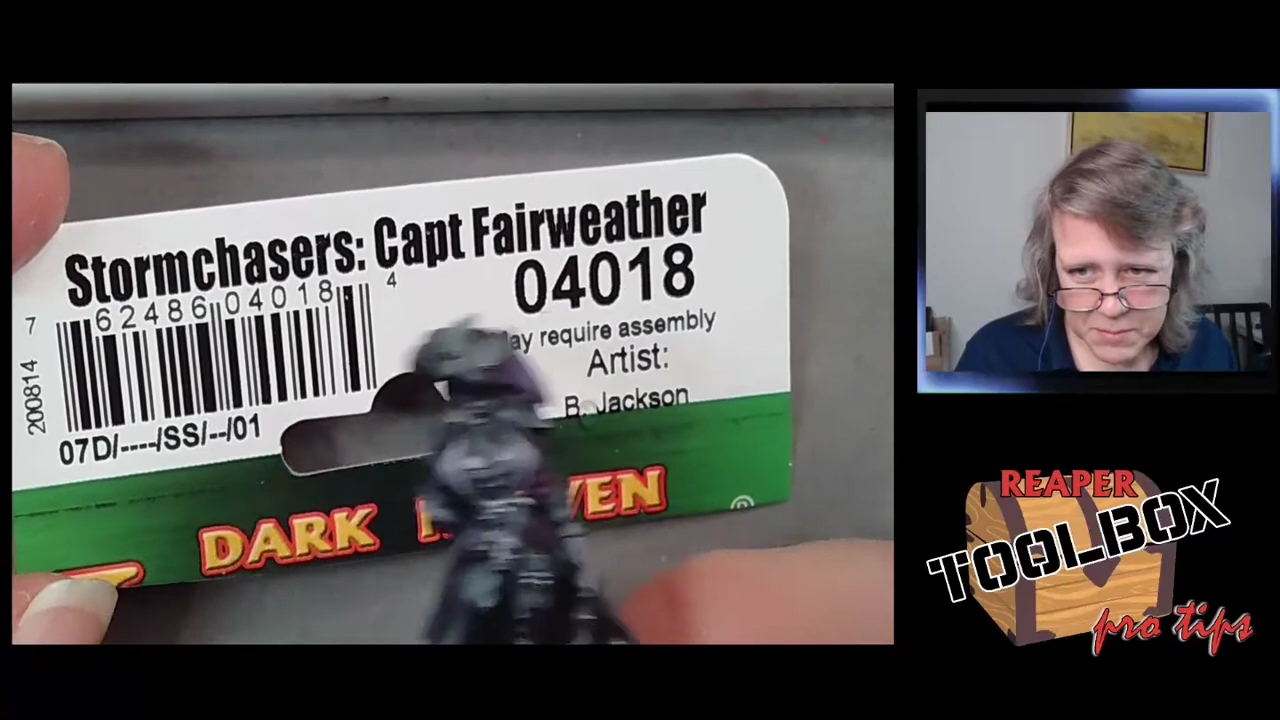 Stormchasers: Capt Fairweather
04018
7 62486 04018 4
200814
ay require assembly
Artist:
B. Jackson
07D/----/SS/--/01
DARK VEN
®
REAPER
TOOLBOX
pro tips